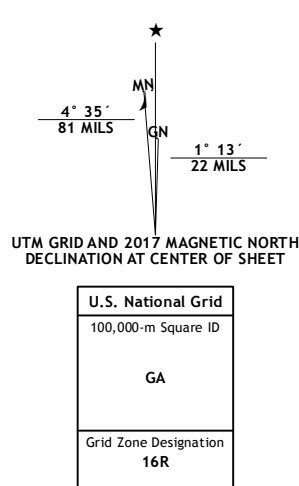 MN
4° 35´
81 MILS
GN
1° 13´
22 MILS
UTM GRID AND 2017 MAGNETIC NORTH
DECLINATION AT CENTER OF SHEET
U.S. National Grid
100,000-m Square ID
GA
Grid Zone Designation
16R